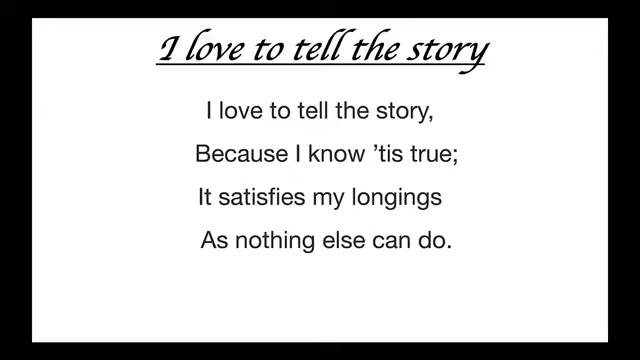 I love to tell the story
I love to tell the story,
Because I know ’tis true;
It satisfies my longings
As nothing else can do.